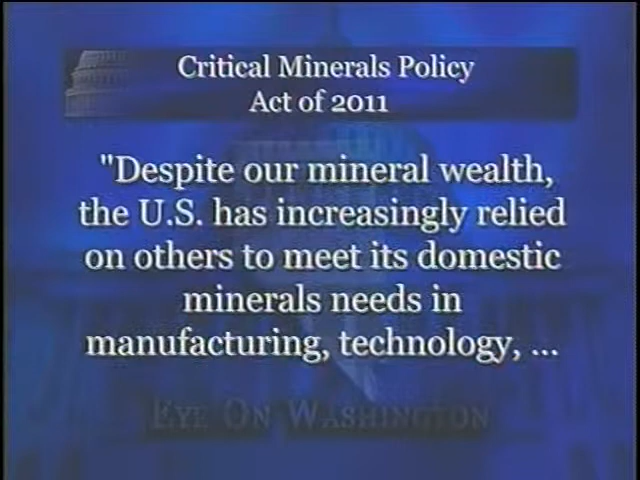 Critical Minerals Policy
Act of 2011
"Despite our mineral wealth,
the U.S. has increasingly relied
on others to meet its domestic
minerals needs in
manufacturing, technology, ...
EYE ON WASHINGTON